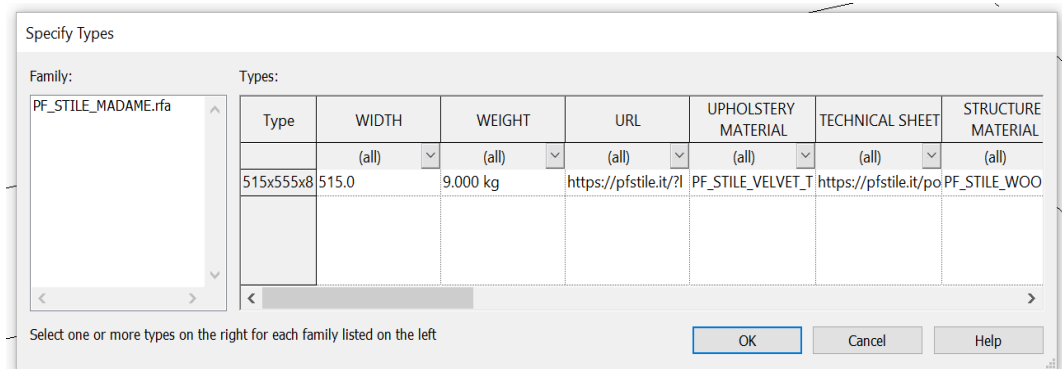 Specify Types
Family:
Types:
PF_STILE_MADAME.rfa
Type WIDTH WEIGHT URL UPHOLSTERY MATERIAL TECHNICAL SHEET STRUCTURE MATERIAL
(all) (all) (all) (all) (all) (all)
515x555x8 515.0 9.000 kg https://pfstile.it/?l PF_STILE_VELVET_T https://pfstile.it/po PF_STILE_WOO
Select one or more types on the right for each family listed on the left
OK Cancel Help